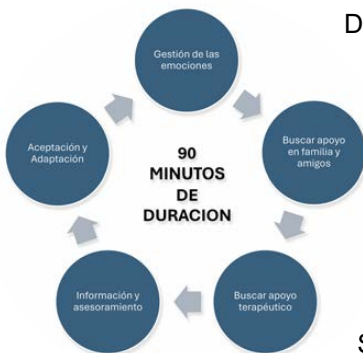 D
Gestión de las
emociones
Buscar apoyo
en familia y
amigos
Buscar apoyo
terapéutico
Información y
asesoramiento
Aceptación y
Adaptación
90
MINUTOS
DE
DURACION
S